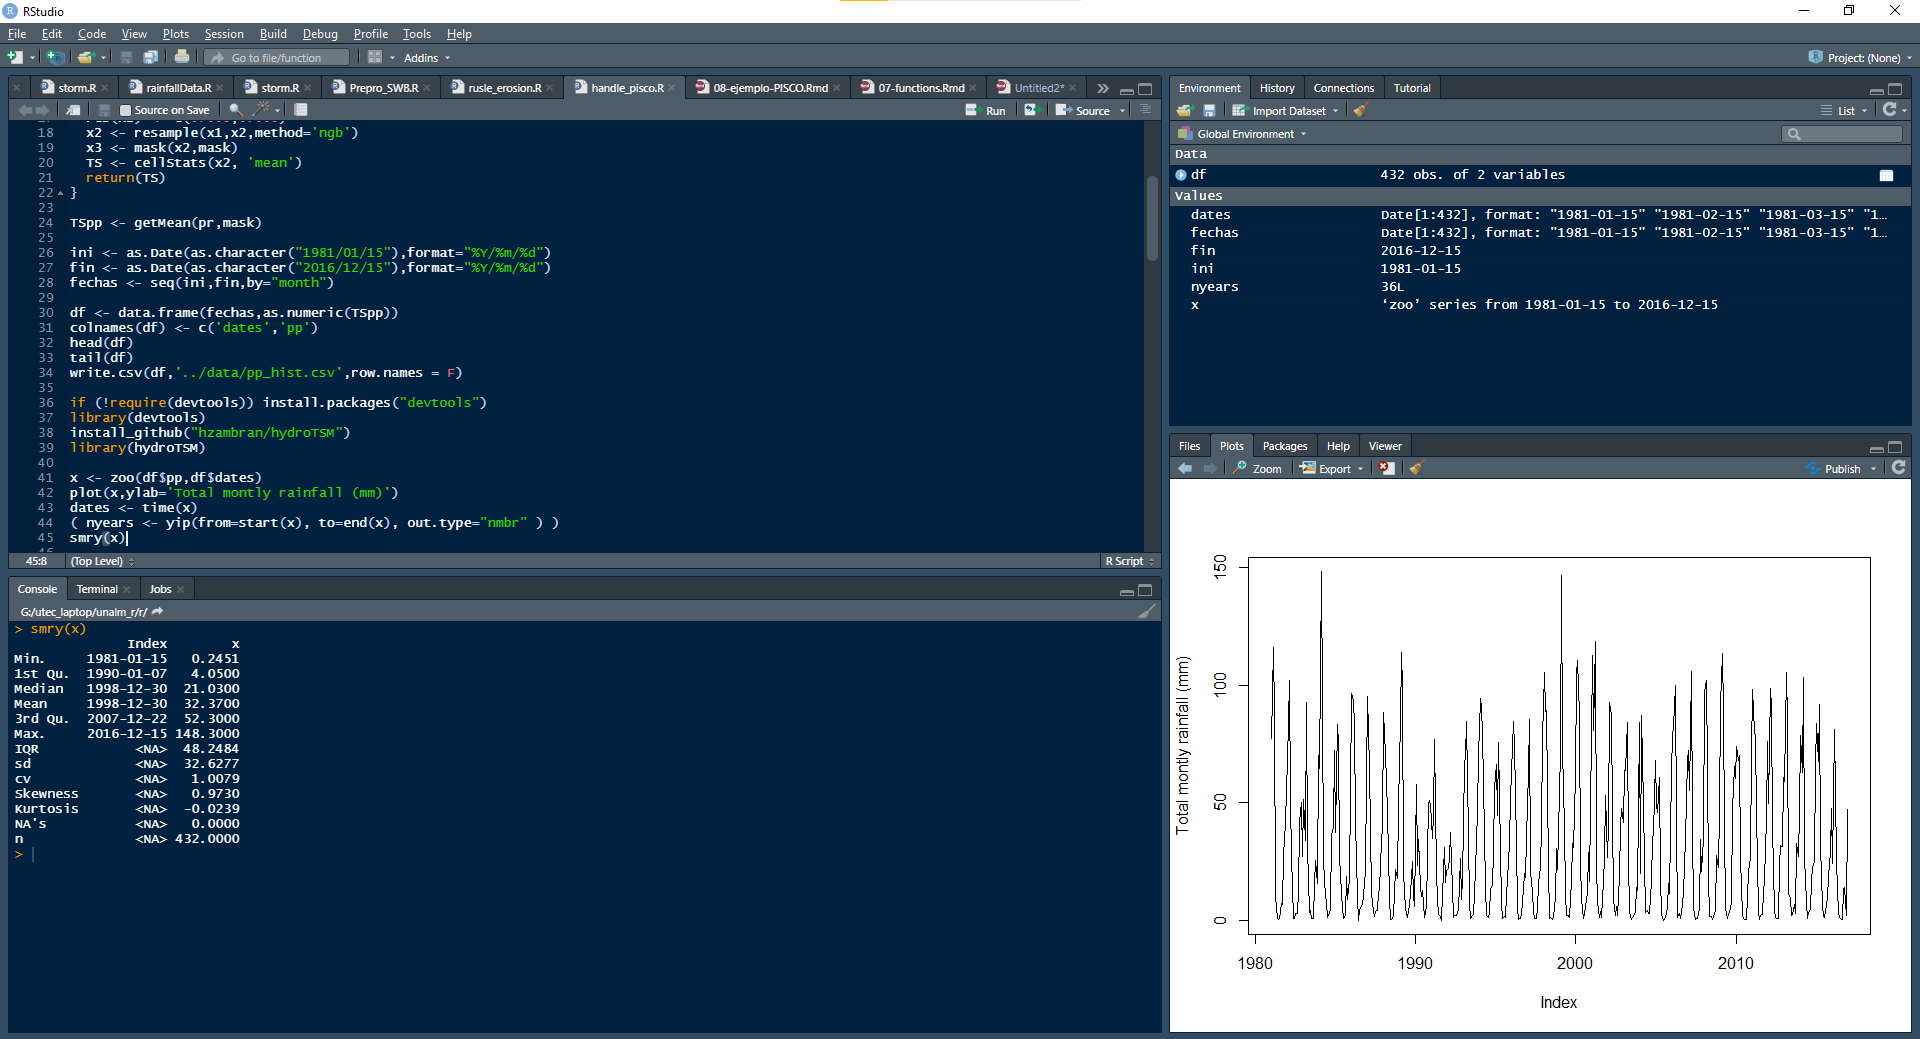 RStudio
File Edit Code View Plots Session Build Debug Profile Tools Help
Go to file/function Addins Project: (None)
storm.R rainfallData.R storm.R Prepro_SWB.R rusle_erosion.R handle_pisco.R 08-ejemplo-PISCO.Rmd 07-functions.Rmd Untitled2*
Source on Save Run Source
18 x2 <- resample(x1,x2,method='ngb')
19 x3 <- mask(x2,mask)
20 TS <- cellStats(x2, 'mean')
21 return(TS)
22 }
23
24 TSpp <- getMean(pr,mask)
25
26 ini <- as.Date(as.character("1981/01/15"),format="%Y/%m/%d")
27 fin <- as.Date(as.character("2016/12/15"),format="%Y/%m/%d")
28 fechas <- seq(ini,fin,by="month")
29
30 df <- data.frame(fechas,as.numeric(TSpp))
31 colnames(df) <- c('dates','pp')
32 head(df)
33 tail(df)
34 write.csv(df,'../data/pp_hist.csv',row.names = F)
35
36 if (!require(devtools)) install.packages("devtools")
37 library(devtools)
38 install_github("hzambran/hydroTSM")
39 library(hydroTSM)
40
41 x <- zoo(df$pp,df$dates)
42 plot(x,ylab='Total montly rainfall (mm)')
43 dates <- time(x)
44 ( nyears <- yip(from=start(x), to=end(x), out.type="nmbr" ) )
45 smry(x)
45:8 (Top Level) R Script
Console Terminal Jobs
G:/utec_laptop/unalm_r/r/
> smry(x)
Index x
Min. 1981-01-15 0.2451
1st Qu. 1990-01-07 4.0500
Median 1998-12-30 21.0300
Mean 1998-12-30 32.3700
3rd Qu. 2007-12-22 52.3000
Max. 2016-12-15 148.3000
IQR <NA> 48.2484
sd <NA> 32.6277
cv <NA> 1.0079
Skewness <NA> 0.9730
Kurtosis <NA> -0.0239
NA's <NA> 0.0000
n <NA> 432.0000
>
Environment History Connections Tutorial
Import Dataset List
Global Environment
Data
df 432 obs. of 2 variables
Values
dates Date[1:432], format: "1981-01-15" "1981-02-15" "1981-03-15" "1…
fechas Date[1:432], format: "1981-01-15" "1981-02-15" "1981-03-15" "1…
fin 2016-12-15
ini 1981-01-15
nyears 36L
x ‘zoo’ series from 1981-01-15 to 2016-12-15
Files Plots Packages Help Viewer
Zoom Export Publish
Total montly rainfall (mm)
150
100
50
0
1980 1990 2000 2010
Index